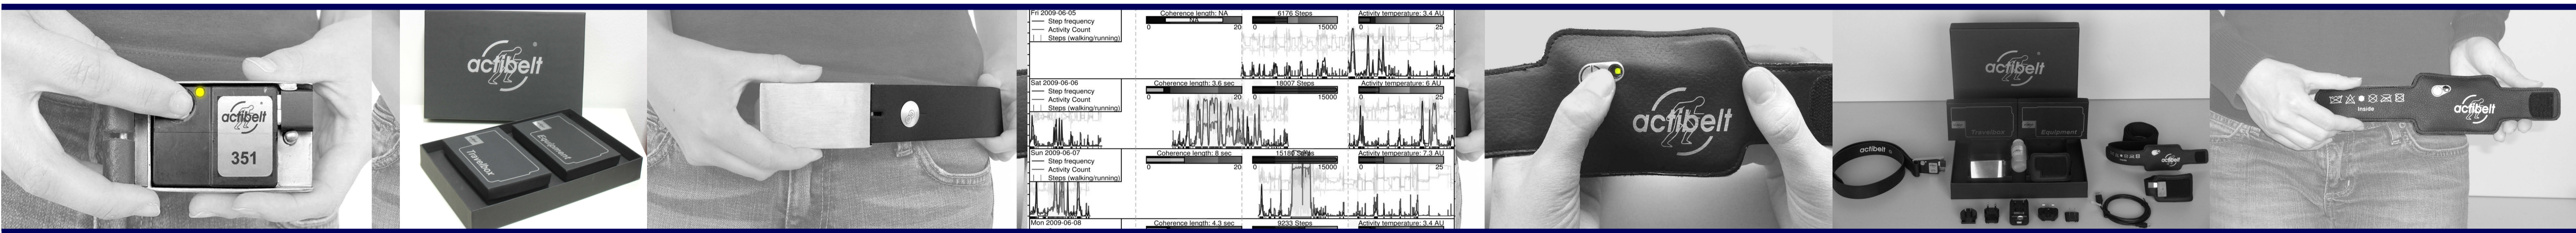 actibelt
351
actibelt ®
Travelbox
Equipment
Fri 2009-06-05
Coherence length: NA
6176 Steps
Activity temperature: 3.4 AU
Step frequency
NA
Activity Count
0 20
0 15000
0 25
Steps (walking/running)
Sat 2009-06-06
Coherence length: 3.6 sec
18007 Steps
Activity temperature: 6 AU
Step frequency
Activity Count
0 20
0 15000
0 25
Steps (walking/running)
Sun 2009-06-07
Coherence length: 8 sec
Activity temperature: 7.3 AU
Step frequency
Activity Count
0 20
0 15000
0 25
Steps (walking/running)
Mon 2009-06-08
Coherence length: 4.3 sec
9233 Steps
Activity temperature: 3.4 AU
actibelt
actibelt
Travelbox
Equipment
actibelt
actibelt
inside
actibelt